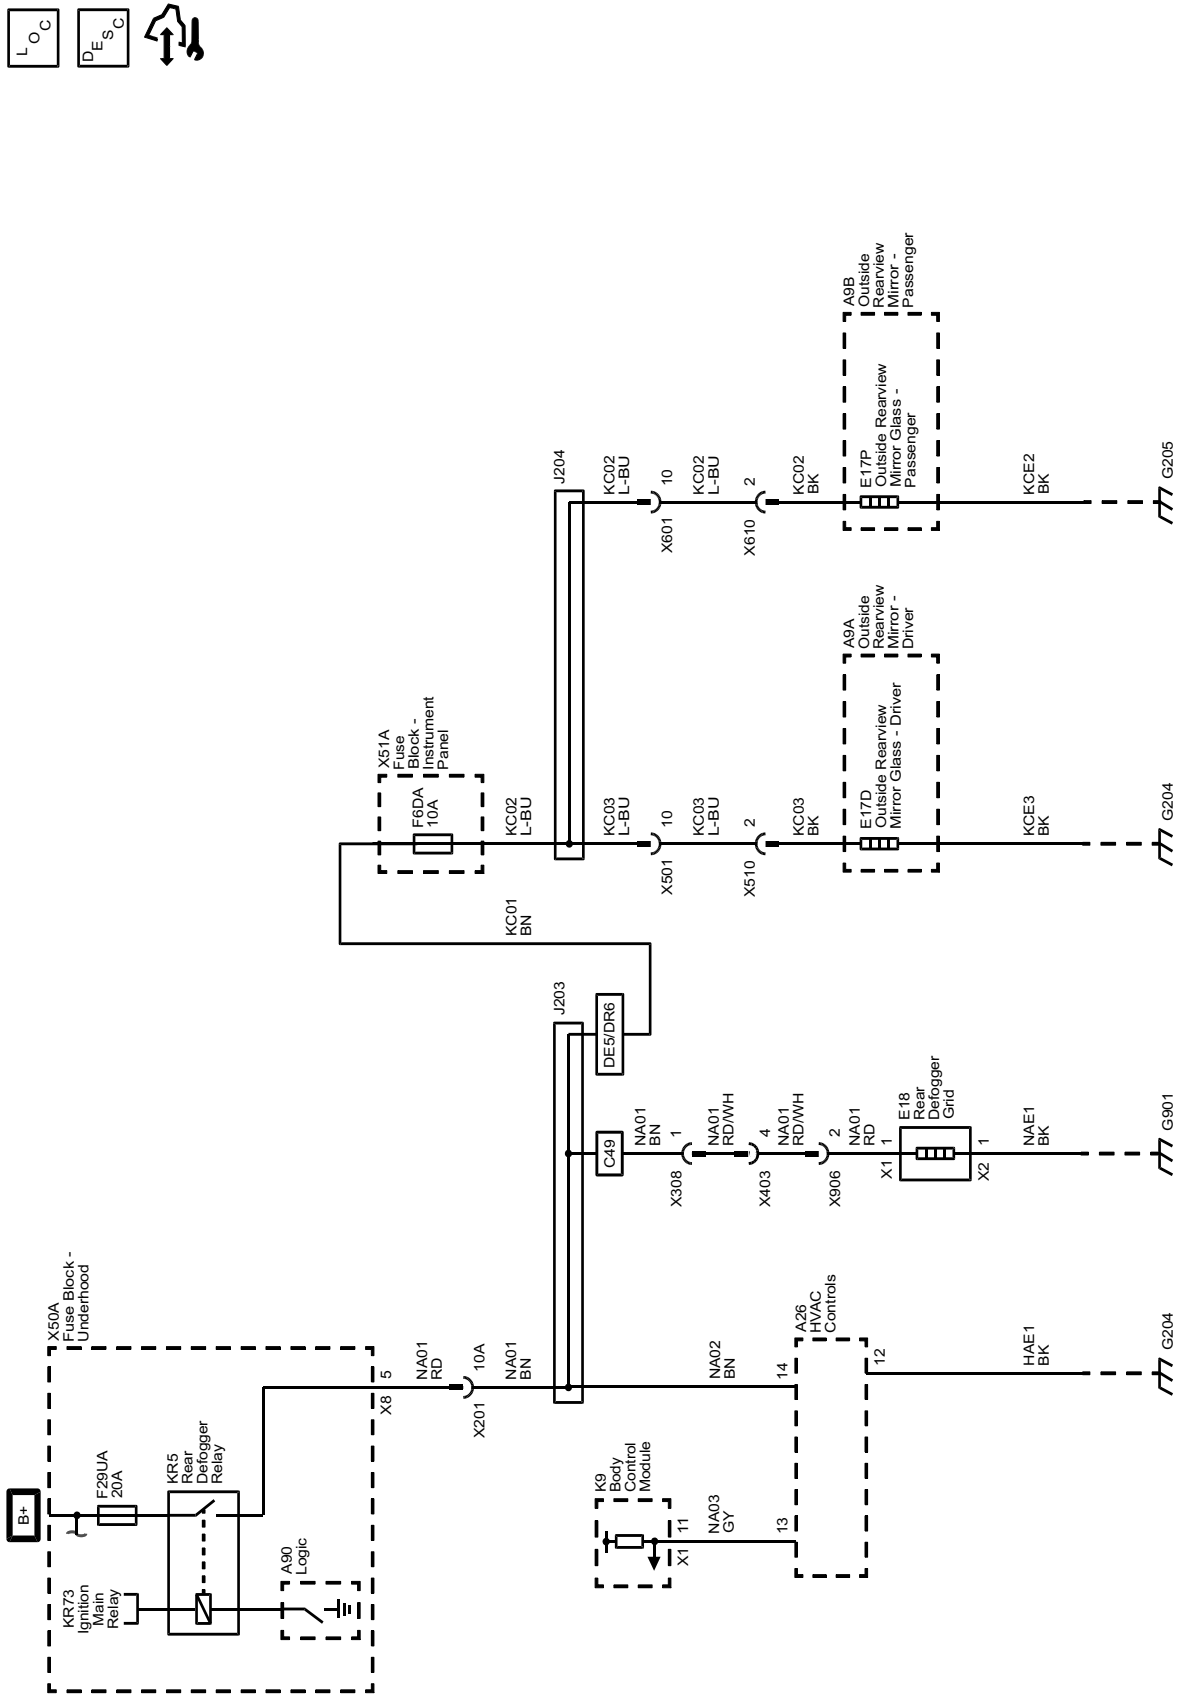 LOC
DESC
B+
X50A
Fuse Block -
Underhood
KR73
Ignition
Main
Relay
F29UA
20A
KR5
Rear
Defogger
Relay
A90
Logic
X8
5
NA01
RD
X201
10A
NA01
BN
J203
K9
Body
Control
Module
X1
11
NA03
GY
13
NA02
BN
14
A26
HVAC
Controls
12
HAE1
BK
G204
C49
NA01
BN
X308
1
NA01
RD/WH
X403
4
NA01
RD/WH
X906
2
NA01
RD
X1
1
E18
Rear
Defogger
Grid
X2
1
NAE1
BK
G901
DE5/DR6
KC01
BN
X51A
Fuse
Block -
Instrument
Panel
F6DA
10A
KC02
L-BU
J204
KC03
L-BU
X501
10
KC03
L-BU
X510
2
KC03
BK
A9A
Outside
Rearview
Mirror -
Driver
E17D
Outside Rearview
Mirror Glass - Driver
KCE3
BK
G204
KC02
L-BU
X601
10
KC02
L-BU
X610
2
KC02
BK
A9B
Outside
Rearview
Mirror -
Passenger
E17P
Outside Rearview
Mirror Glass -
Passenger
KCE2
BK
G205